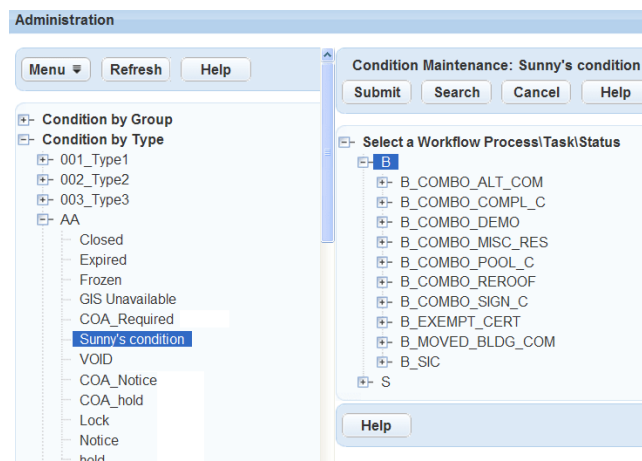 Administration
Menu Refresh Help
Condition by Group
Condition by Type
001_Type1
002_Type2
003_Type3
AA
Closed
Expired
Frozen
GIS Unavailable
COA_Required
Sunny's condition
VOID
COA_Notice
COA_hold
Lock
Notice
hold
Condition Maintenance: Sunny's condition
Submit Search Cancel Help
Select a Workflow Process\Task\Status
B
B_COMBO_ALT_COM
B_COMBO_COMPL_C
B_COMBO_DEMO
B_COMBO_MISC_RES
B_COMBO_POOL_C
B_COMBO_REROOF
B_COMBO_SIGN_C
B_EXEMPT_CERT
B_MOVED_BLDG_COM
B_SIC
S
Help